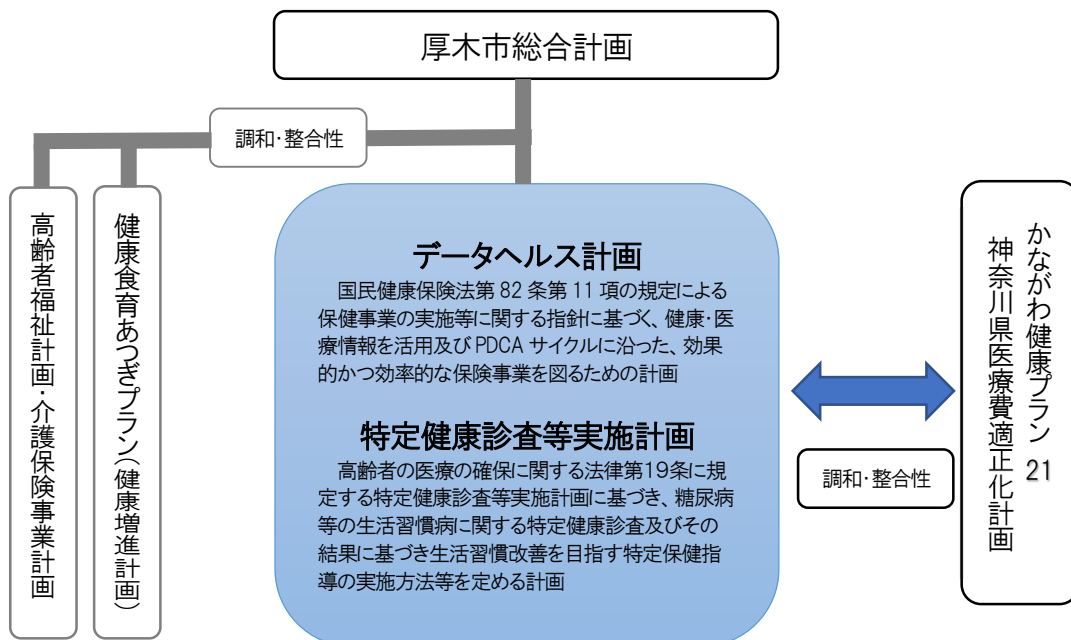 厚木市総合計画
調和・整合性
高齢者福祉計画・介護保険事業計画
健康食育あつぎプラン(健康増進計画)
データヘルス計画
国民健康保険法第 82 条第 11 項の規定による
保健事業の実施等に関する指針に基づく、健康・医
療情報を活用及び PDCA サイクルに沿った、効果
的かつ効率的な保険事業を図るための計画
特定健康診査等実施計画
高齢者の医療の確保に関する法律第19条に規
定する特定健康診査等実施計画に基づき、糖尿病
等の生活習慣病に関する特定健康診査及びその
結果に基づき生活習慣改善を目指す特定保健指
導の実施方法等を定める計画
調和・整合性
かながわ健康プラン 21
神奈川県医療費適正化計画